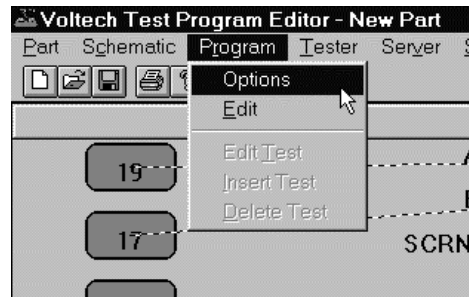 Voltech Test Program Editor - New Part
Part Schematic Program Tester Server
Options
Edit
Edit Test
Insert Test
Delete Test
19
17
SCRN